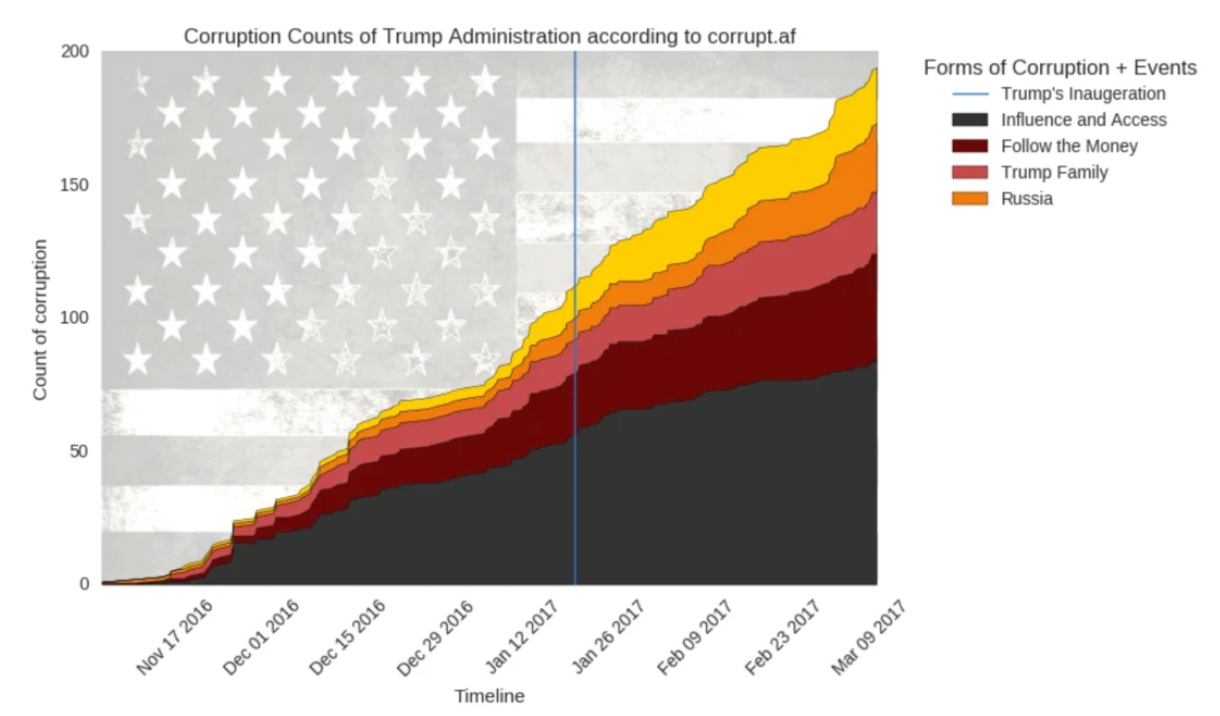 Corruption Counts of Trump Administration according to corrupt.af
200
150
100
50
0
Count of corruption
Nov 17 2016
Dec 01 2016
Dec 15 2016
Dec 29 2016
Jan 12 2017
Jan 26 2017
Feb 09 2017
Feb 23 2017
Mar 09 2017
Timeline
Forms of Corruption + Events
Trump's Inaugeration
Influence and Access
Follow the Money
Trump Family
Russia